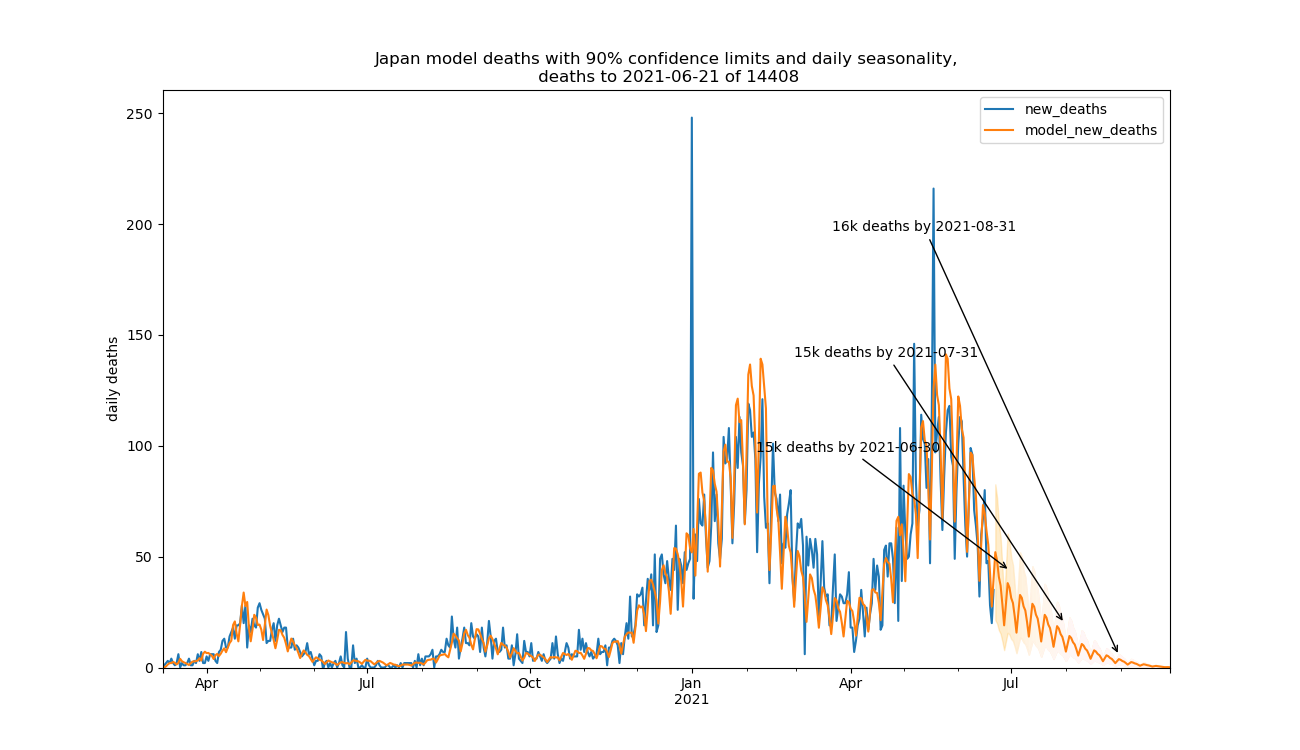 Japan model deaths with 90% confidence limits and daily seasonality,
deaths to 2021-06-21 of 14408
new_deaths
model_new_deaths
250
200
150
100
50
0
daily deaths
16k deaths by 2021-08-31
15k deaths by 2021-07-31
15k deaths by 2021-06-30
Apr
Jul
Oct
Jan
2021
Apr
Jul